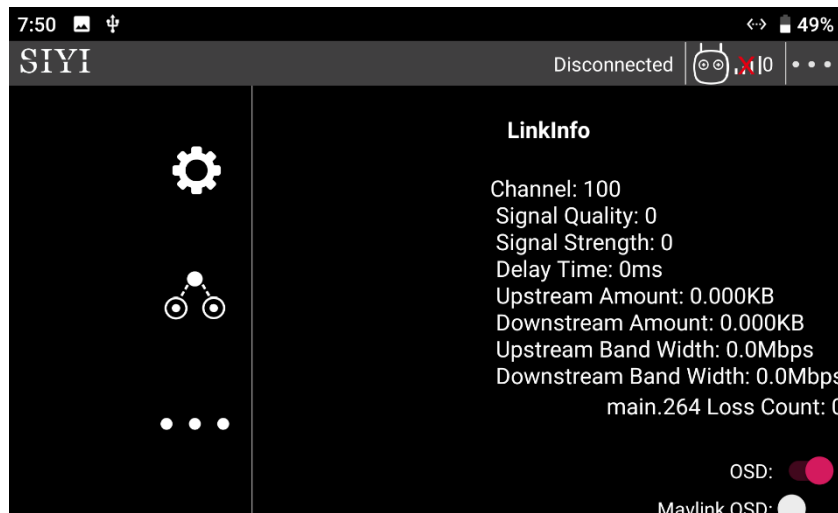 7:50 49%
SIYI Disconnected 0
LinkInfo
Channel: 100
Signal Quality: 0
Signal Strength: 0
Delay Time: 0ms
Upstream Amount: 0.000KB
Downstream Amount: 0.000KB
Upstream Band Width: 0.0Mbps
Downstream Band Width: 0.0Mbps
main.264 Loss Count: 0
OSD:
Mavlink OSD: